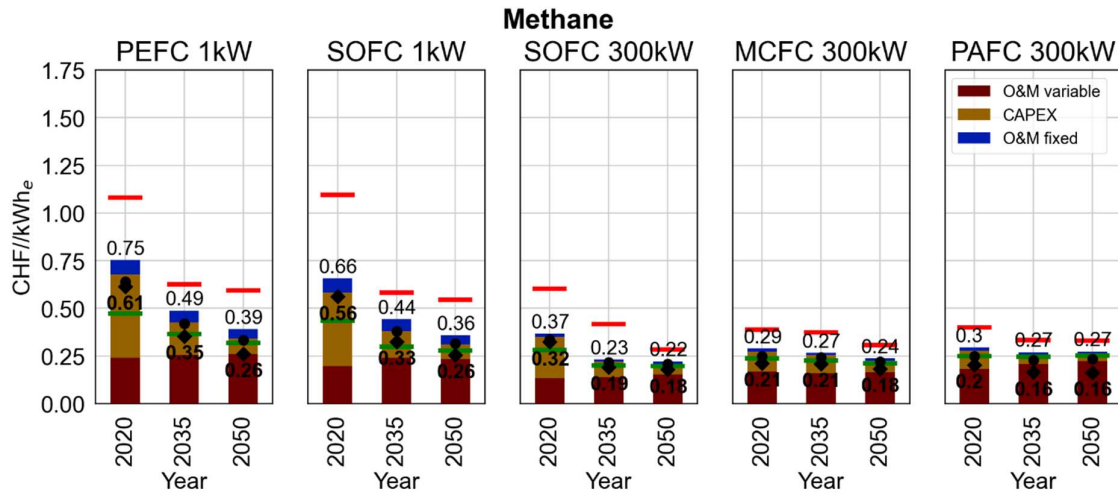 Methane
PEFC 1kW SOFC 1kW SOFC 300kW MCFC 300kW PAFC 300kW
CHF//kWhe
1.75
1.50
1.25
1.00
0.75
0.50
0.25
0.00
O&M variable
CAPEX
O&M fixed
0.75 0.49 0.39
0.61 0.35 0.26
0.66 0.44 0.36
0.56 0.33 0.26
0.37 0.23 0.22
0.32 0.19 0.18
0.29 0.27 0.24
0.21 0.21 0.18
0.3 0.27 0.27
0.2 0.16 0.16
2020 2035 2050 2020 2035 2050 2020 2035 2050 2020 2035 2050 2020 2035 2050
Year Year Year Year Year